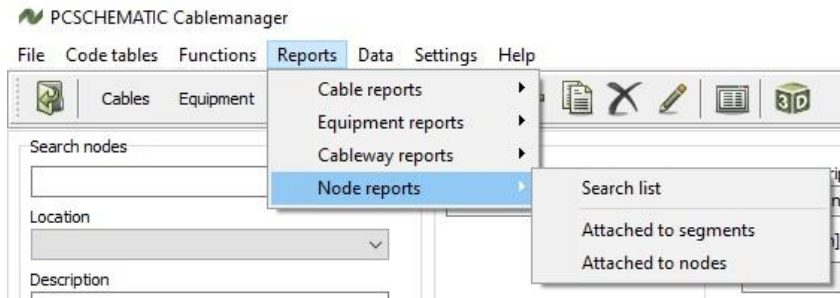 PCSCHEMATIC Cablemanager
File Code tables Functions Reports Data Settings Help
Cables Equipment
3D
Cable reports
Equipment reports
Cableway reports
Node reports
Search list
Attached to segments
Attached to nodes
Search nodes
Location
Description